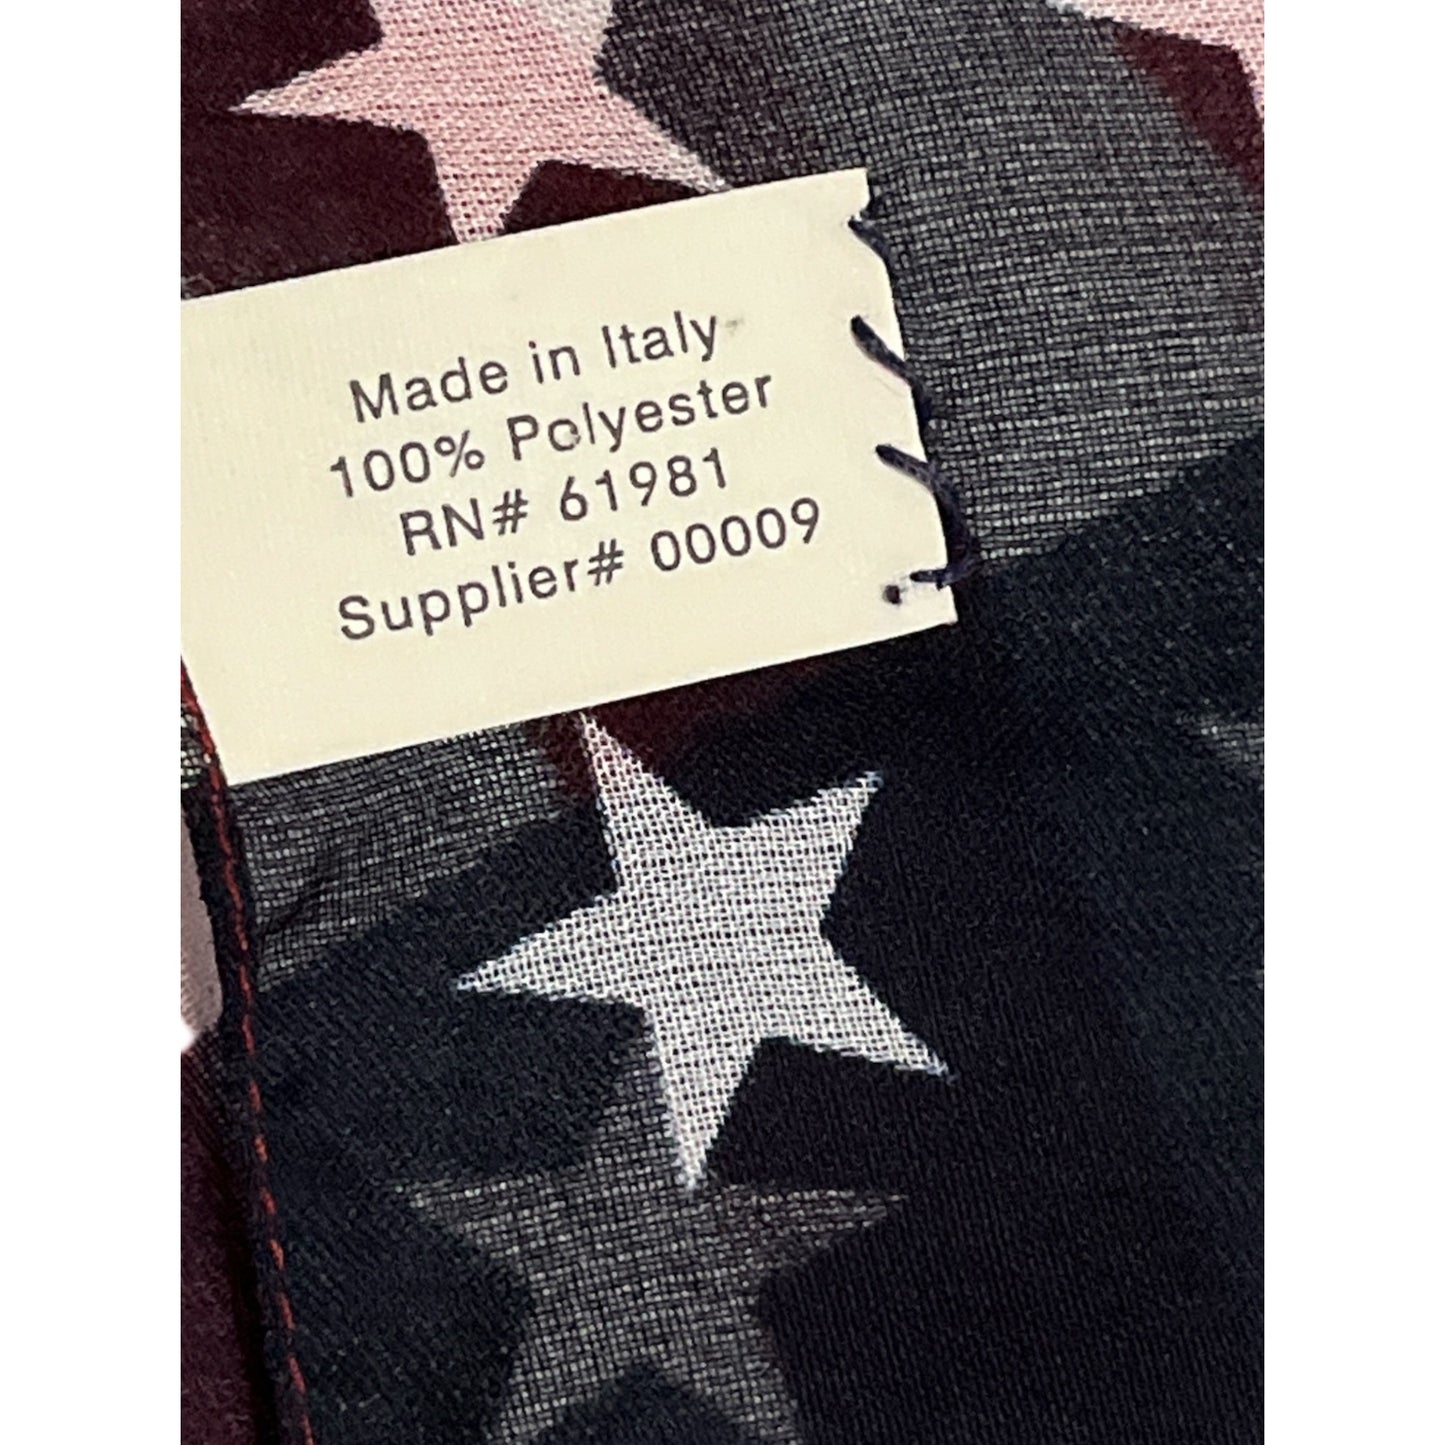 Made in Italy
100% Polyester
RN# 61981
Supplier# 00009